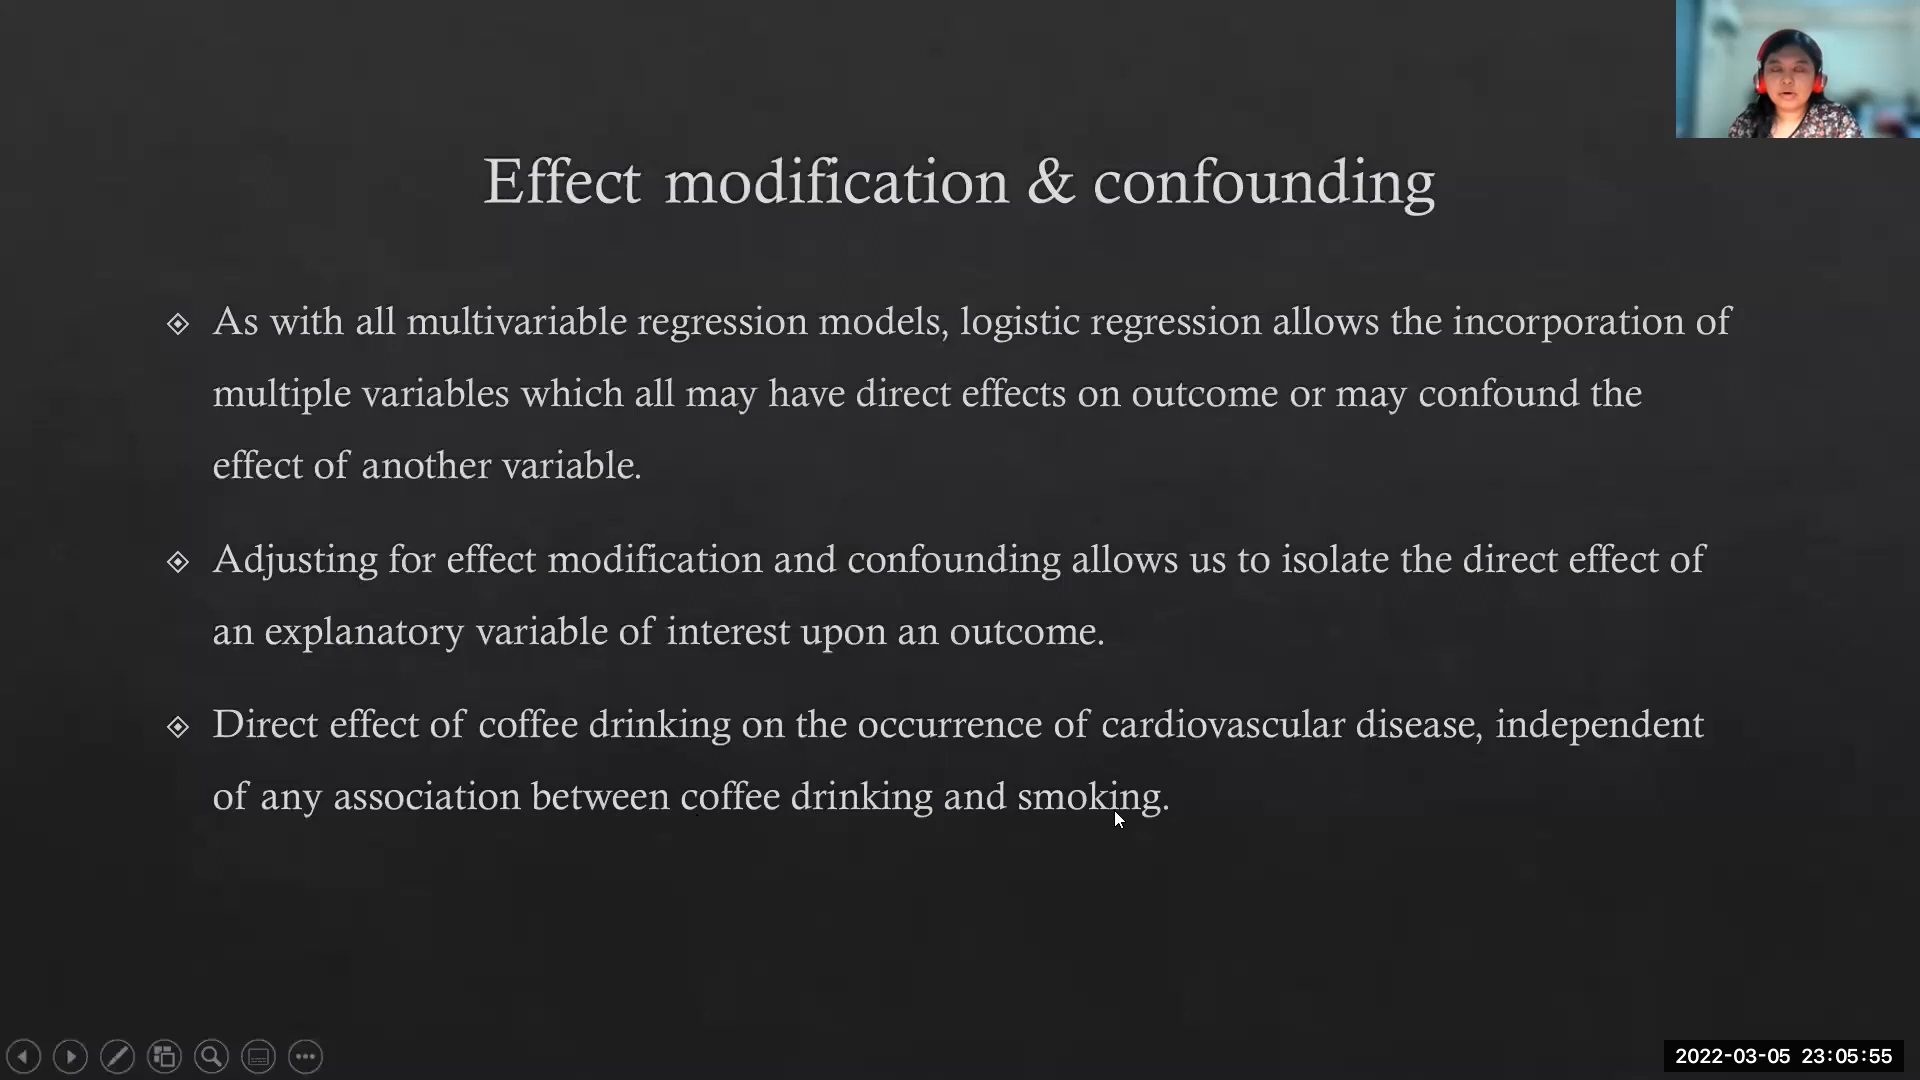 Effect modification & confounding
As with all multivariable regression models, logistic regression allows the incorporation of
multiple variables which all may have direct effects on outcome or may confound the
effect of another variable.
Adjusting for effect modification and confounding allows us to isolate the direct effect of
an explanatory variable of interest upon an outcome.
Direct effect of coffee drinking on the occurrence of cardiovascular disease, independent
of any association between coffee drinking and smoking.
2022-03-05 23:05:55